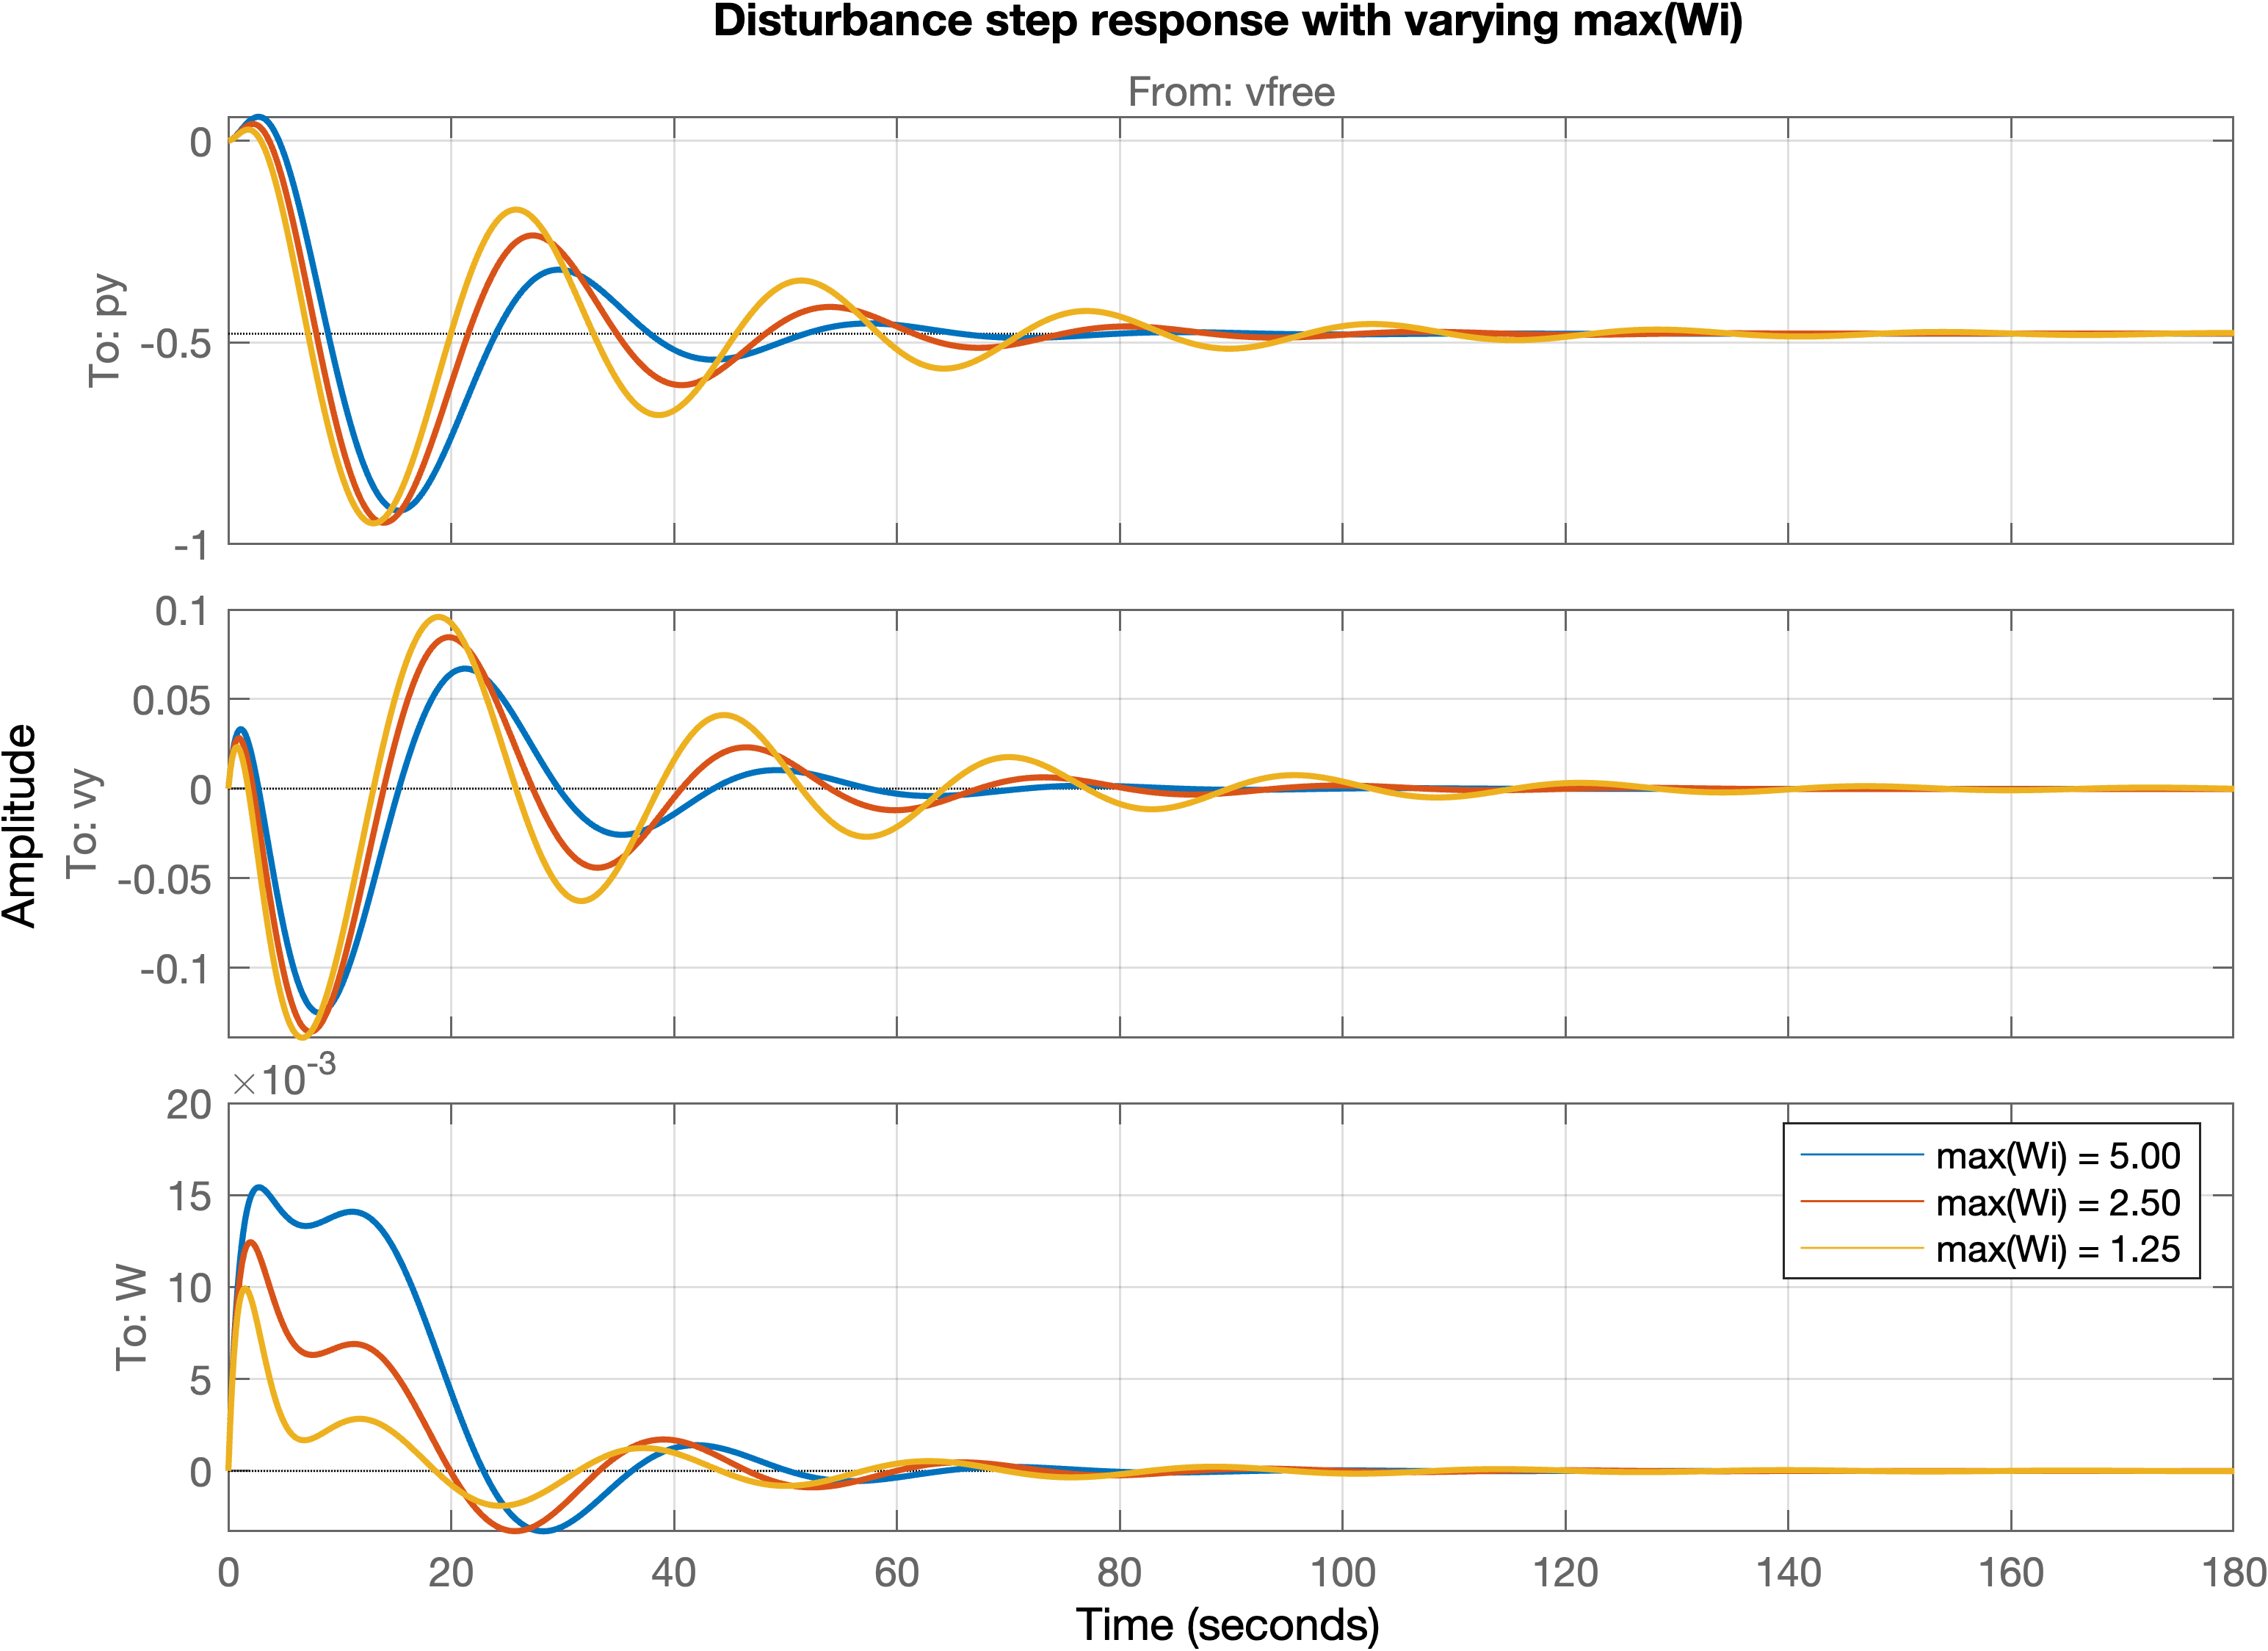 Disturbance step response with varying max(Wi)
From: vfree
To: py
0
-0.5
-1
Amplitude
To: vy
0.1
0.05
0
-0.05
-0.1
×10-3
To: W
20
15
10
5
0
max(Wi) = 5.00
max(Wi) = 2.50
max(Wi) = 1.25
0 20 40 60 80 100 120 140 160 180
Time (seconds)